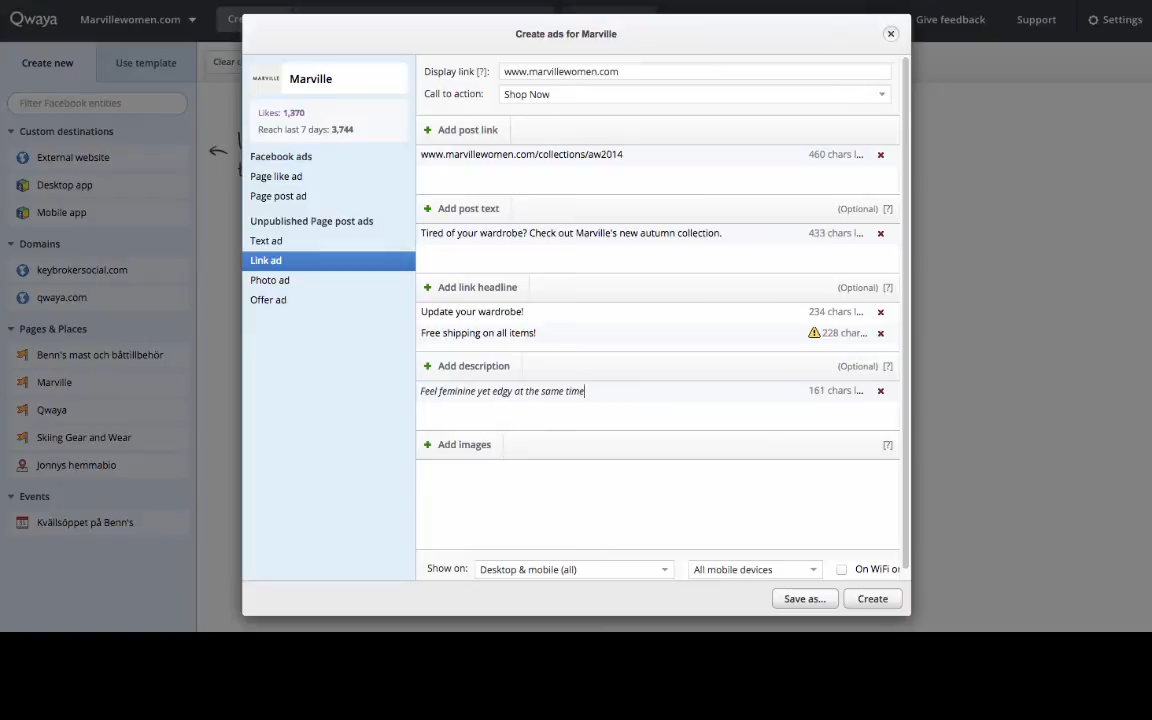 Qwaya
Marvillewomen.com
Give feedback
Support
Settings
Create ads for Marville
Create new
Use template
Filter Facebook entities
Custom destinations
External website
Desktop app
Mobile app
Domains
keybrokersocial.com
qwaya.com
Pages & Places
Benn's mast och båttillbehör
Marville
Qwaya
Skiing Gear and Wear
Jonnys hemmabio
Events
Kvällsöppet på Benn's
MARVILLE
Marville
Likes: 1,370
Reach last 7 days: 3,744
Facebook ads
Page like ad
Page post ad
Unpublished Page post ads
Text ad
Link ad
Photo ad
Offer ad
Display link [?]: www.marvillewomen.com
Call to action: Shop Now
Add post link
www.marvillewomen.com/collections/aw2014 460 chars l...
Add post text (Optional) [?]
Tired of your wardrobe? Check out Marville's new autumn collection. 433 chars l...
Add link headline (Optional) [?]
Update your wardrobe! 234 chars l...
Free shipping on all items! 228 char...
Add description (Optional) [?]
Feel feminine yet edgy at the same time 161 chars l...
Add images [?]
Show on: Desktop & mobile (all) All mobile devices On WiFi
Save as... Create